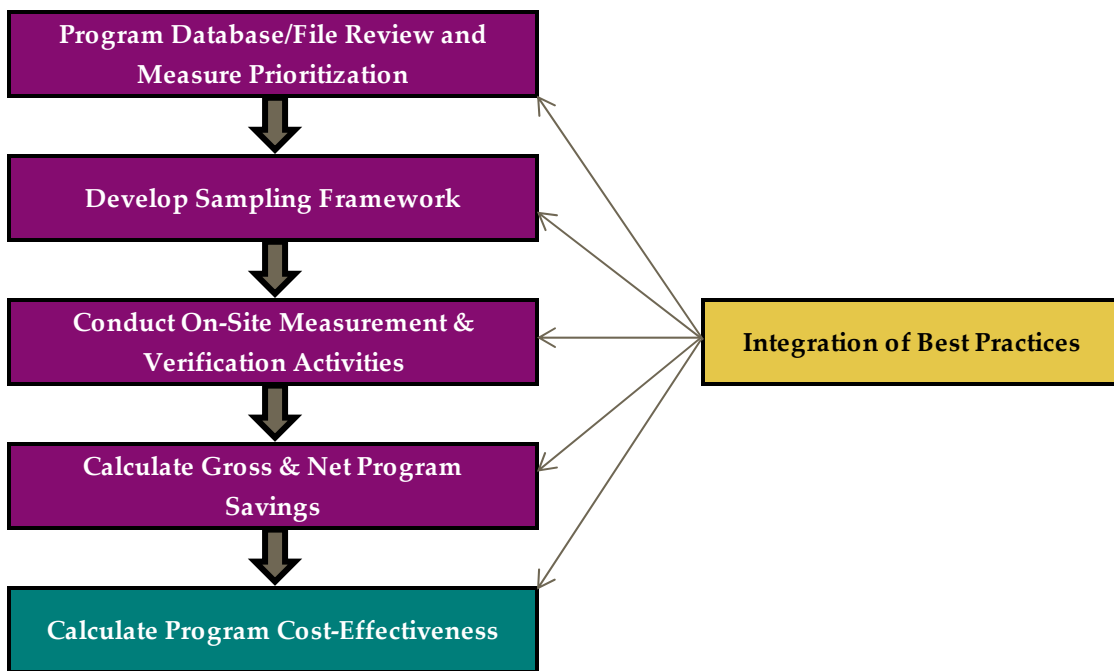 Program Database/File Review and
Measure Prioritization
Develop Sampling Framework
Conduct On-Site Measurement &
Verification Activities
Integration of Best Practices
Calculate Gross & Net Program
Savings
Calculate Program Cost-Effectiveness